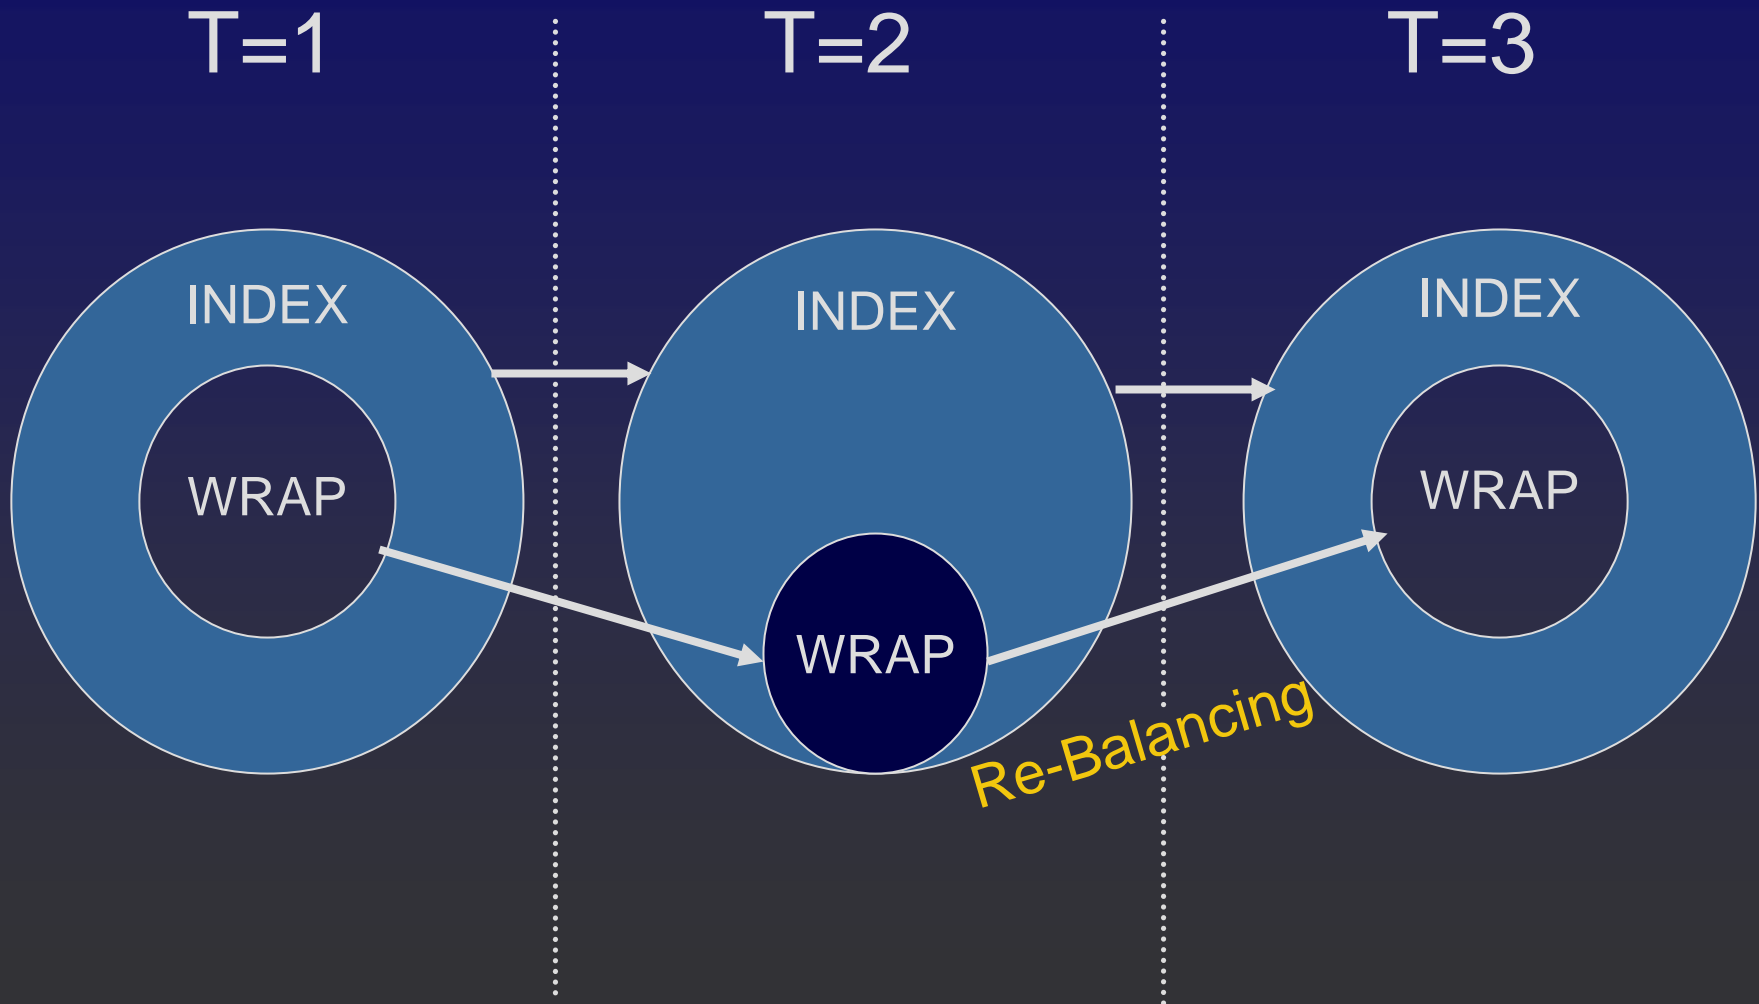 T=1
T=2
T=3
INDEX
INDEX
INDEX
WRAP
WRAP
WRAP
Re-Balancing